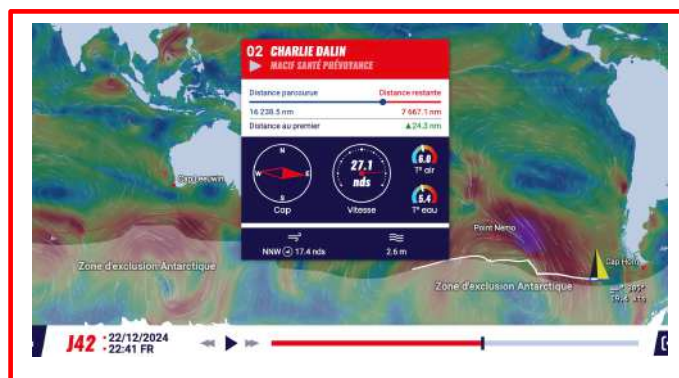 02 CHARLIE DALIN
MACIF SANTÉ PRÉVOYANCE
Distance parcourue Distance restante
16 238.5 nm 7 667.1 nm
Distance au premier ▲24.3 nm
N
W E
S
Cap
27.1
nds
Vitesse
6.0
T° air
5.4
T° eau
NNW 17.4 nds 2.6 m
Cap Leeuwin
Point Nemo
Cap Horn
Zone d'exclusion Antarctique
Zone d'exclusion Antarctique
J42 • 22/12/2024
• 22:41 FR